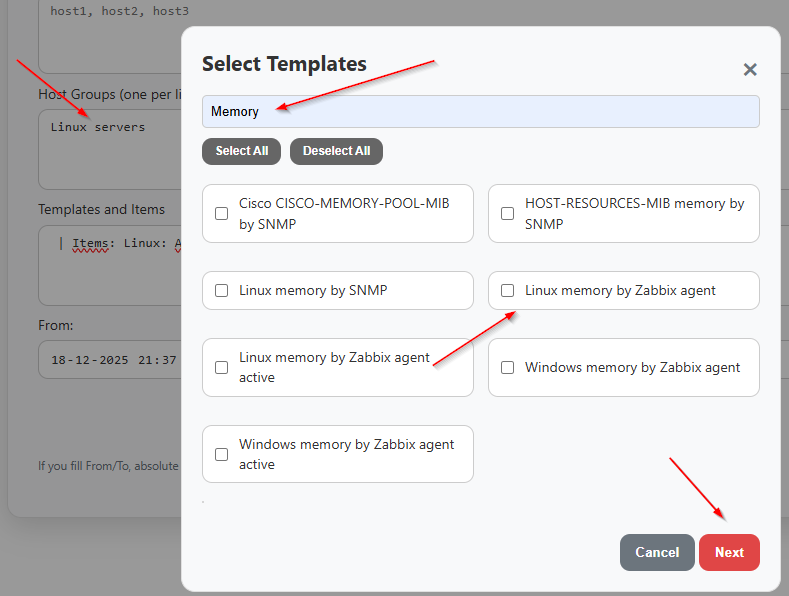 host1, host2, host3
Select Templates
Host Groups (one per li
Memory
Linux servers
Select All
Deselect All
Cisco CISCO-MEMORY-POOL-MIB
by SNMP
HOST-RESOURCES-MIB memory by
SNMP
Templates and Items
| Items: Linux: A
Linux memory by SNMP
Linux memory by Zabbix agent
From:
18-12-2025 21:37
Linux memory by Zabbix agent
active
Windows memory by Zabbix agent
Windows memory by Zabbix agent
active
If you fill From/To, absolute
Cancel
Next